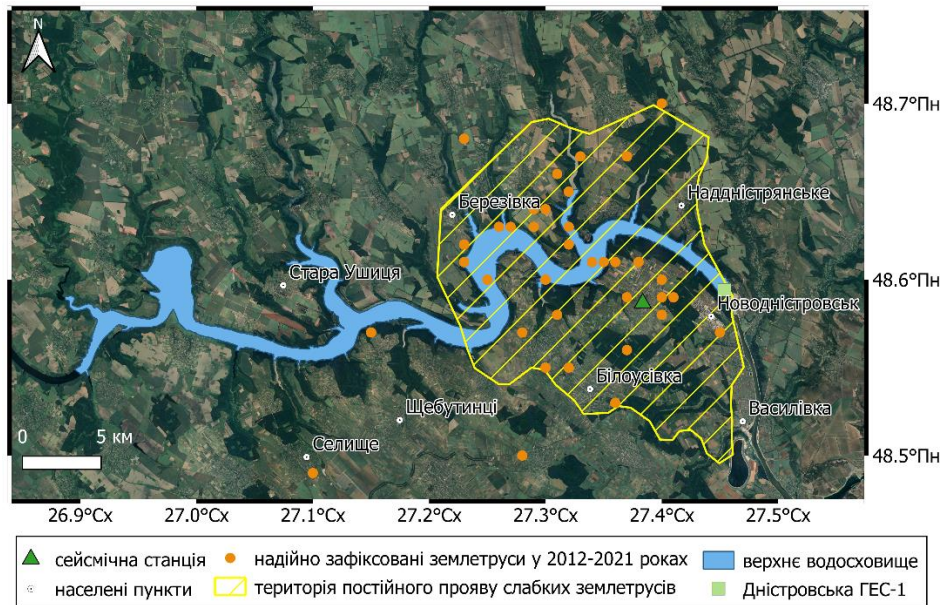 N
48.7°Пн
Березівка
Наддністрянське
Стара Ушиця
48.6°Пн
Новодністровськ
Білоусівка
Щебутинці
Василівка
0 5 км
Селище
48.5°Пн
26.9°Сх 27.0°Сх 27.1°Сх 27.2°Сх 27.3°Сх 27.4°Сх 27.5°Сх
сейсмічна станція надійно зафіксовані землетруси у 2012-2021 роках верхнє водосховище
населені пункти територія постійного прояву слабких землетрусів Дністровська ГЕС-1